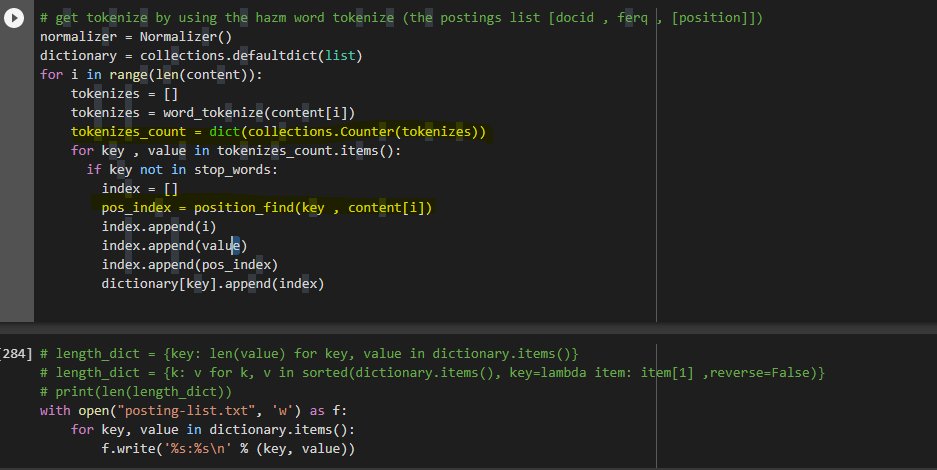 # get tokenize by using the hazm word tokenize (the postings list [docid , ferq , [position]])
normalizer = Normalizer()
dictionary = collections.defaultdict(list)
for i in range(len(content)):
    tokenizes = []
    tokenizes = word_tokenize(content[i])
    tokenizes_count = dict(collections.Counter(tokenizes))
    for key , value in tokenizes_count.items():
      if key not in stop_words:
        index = []
        pos_index = position_find(key , content[i])
        index.append(i)
        index.append(value)
        index.append(pos_index)
        dictionary[key].append(index)
[284] # length_dict = {key: len(value) for key, value in dictionary.items()}
# length_dict = {k: v for k, v in sorted(dictionary.items(), key=lambda item: item[1] ,reverse=False)}
# print(len(length_dict))
with open("posting-list.txt", 'w') as f:
    for key, value in dictionary.items():
        f.write('%s:%s\n' % (key, value))